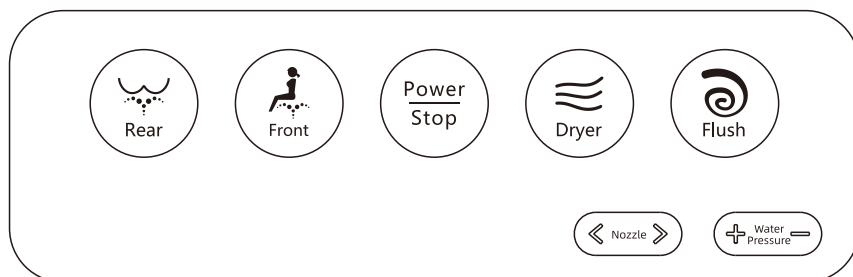 Power
Stop
Rear
Front
Dryer
Flush
Nozzle
Water
Pressure